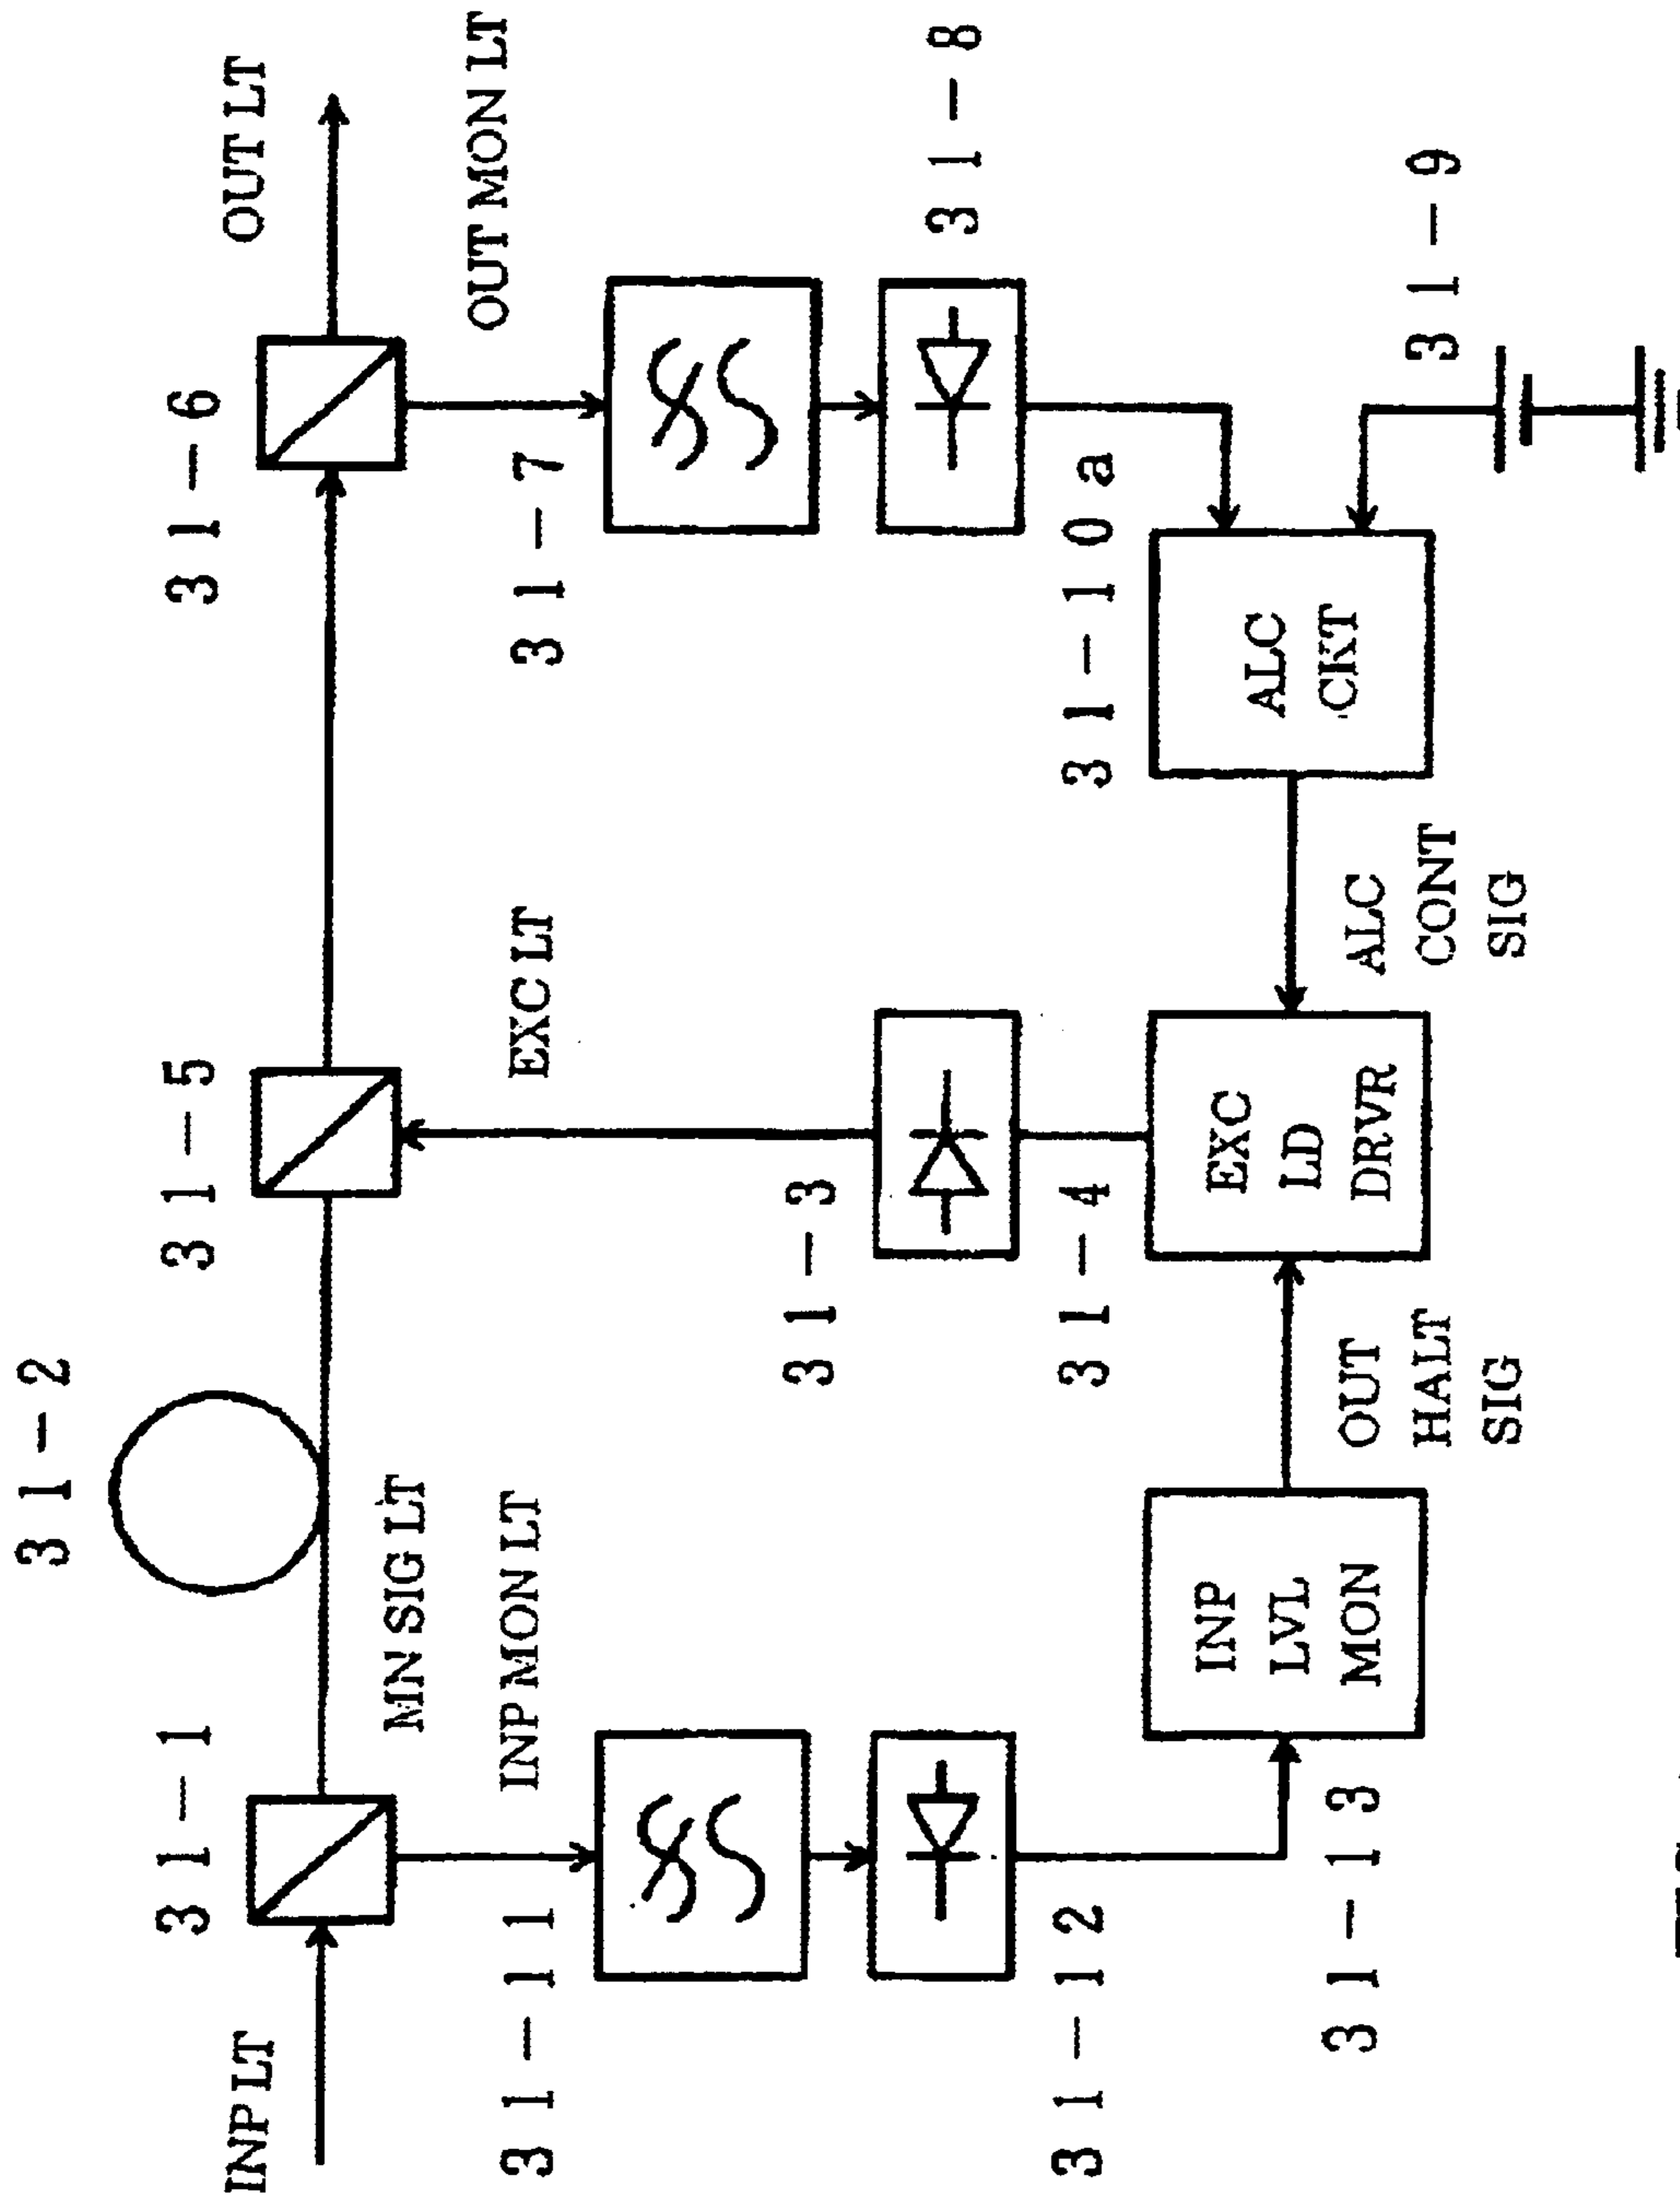 31-2
31-1
31-5
31-6
INP LT
OUT LT
MN SIG LT
INP MON LT
EXC LT
OUT MON LT
31-11
31-7
31-3
31-8
31-12
31-4
31-10a
INP
LVL
MON
EXC
LD
DRVR
ALC
CKT
31-13
OUT
HALT
SIG
ALC
CONT
SIG
31-9